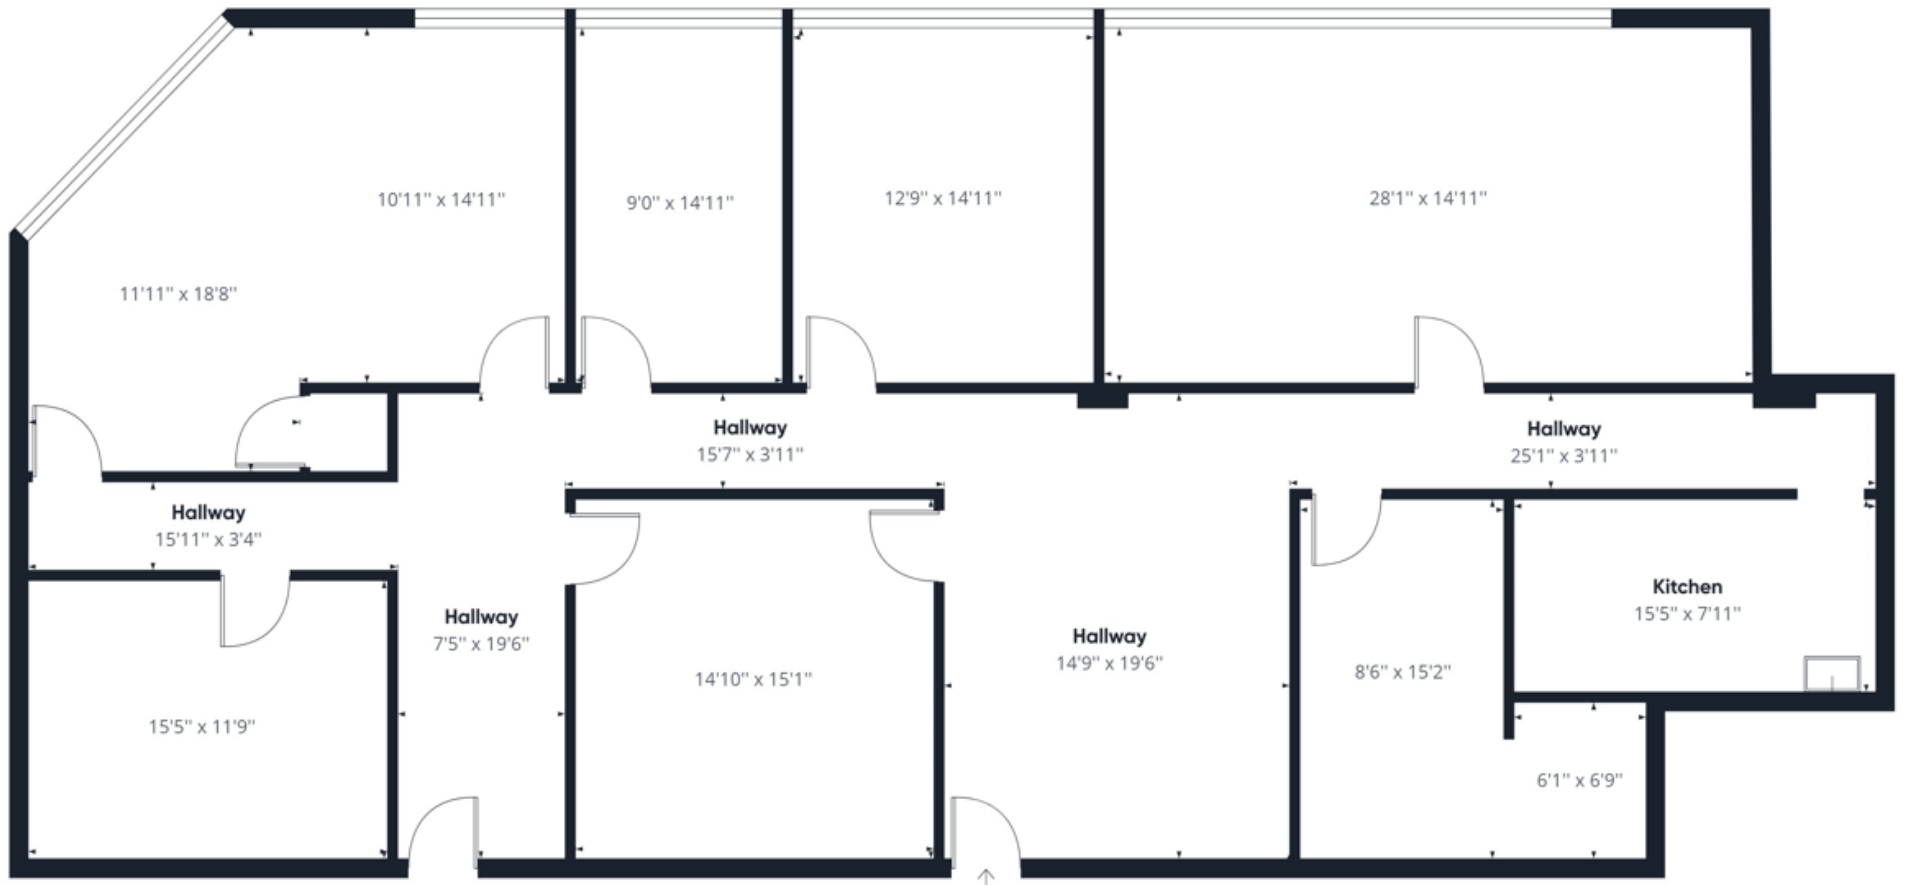 10'11" x 14'11"
9'0" x 14'11"
12'9" x 14'11"
28'1" x 14'11"
11'11" x 18'8"
Hallway
15'7" x 3'11"
Hallway
25'1" x 3'11"
Hallway
15'11" x 3'4"
Hallway
7'5" x 19'6"
14'10" x 15'1"
Hallway
14'9" x 19'6"
8'6" x 15'2"
Kitchen
15'5" x 7'11"
15'5" x 11'9"
6'1" x 6'9"